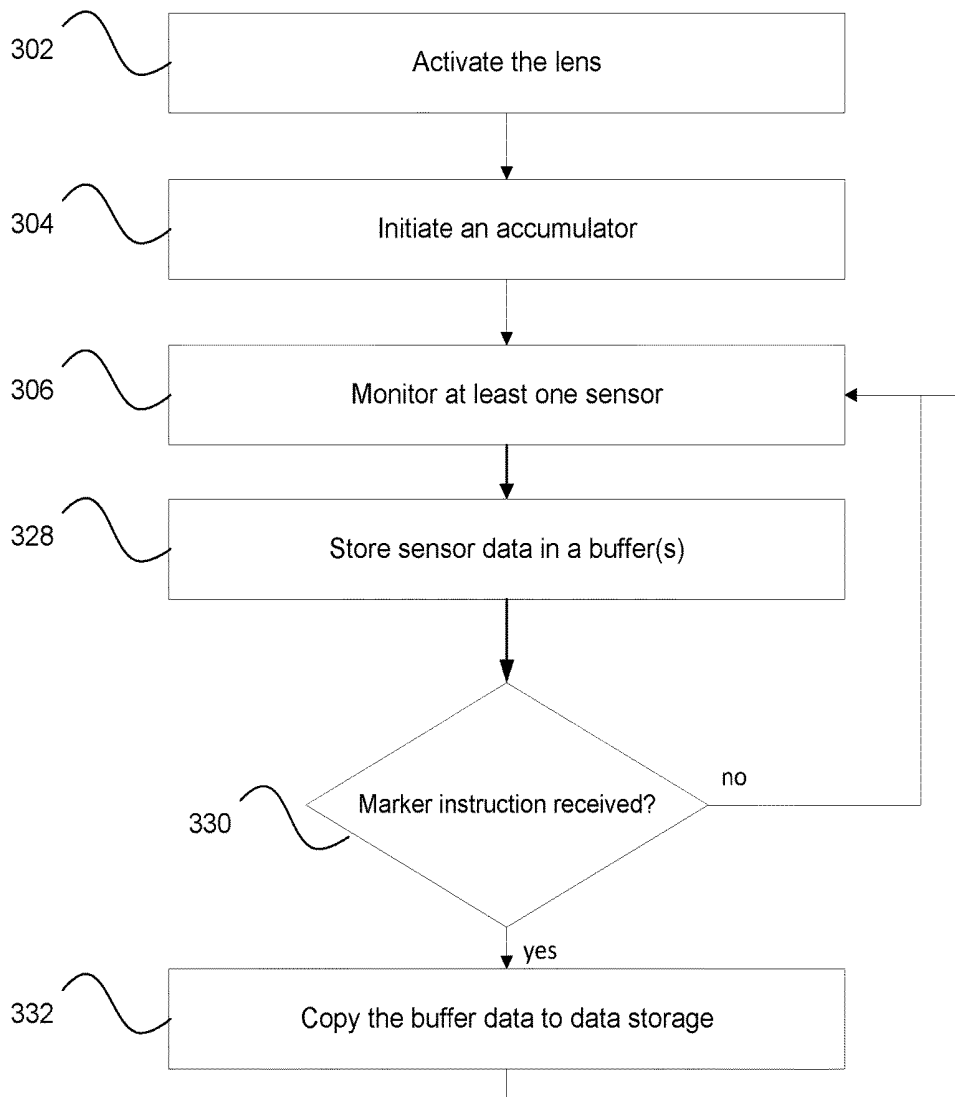 302
Activate the lens
304
Initiate an accumulator
306
Monitor at least one sensor
328
Store sensor data in a buffer(s)
330
Marker instruction received?
no
yes
332
Copy the buffer data to data storage